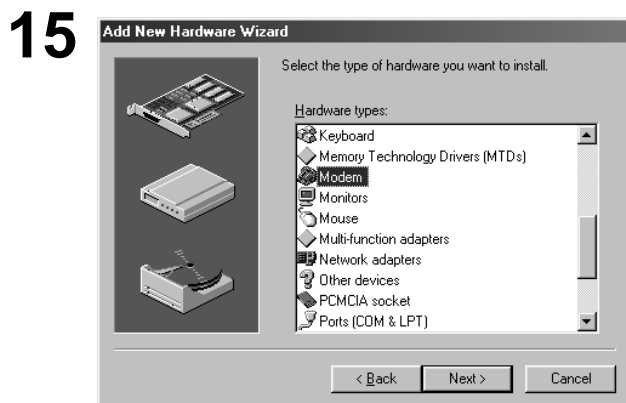 15
Add New Hardware Wizard
Select the type of hardware you want to install.
Hardware types:
Keyboard
Memory Technology Drivers (MTDs)
Modem
Monitors
Mouse
Multi-function adapters
Network adapters
Other devices
PCMCIA socket
Ports (COM & LPT)
< Back Next > Cancel